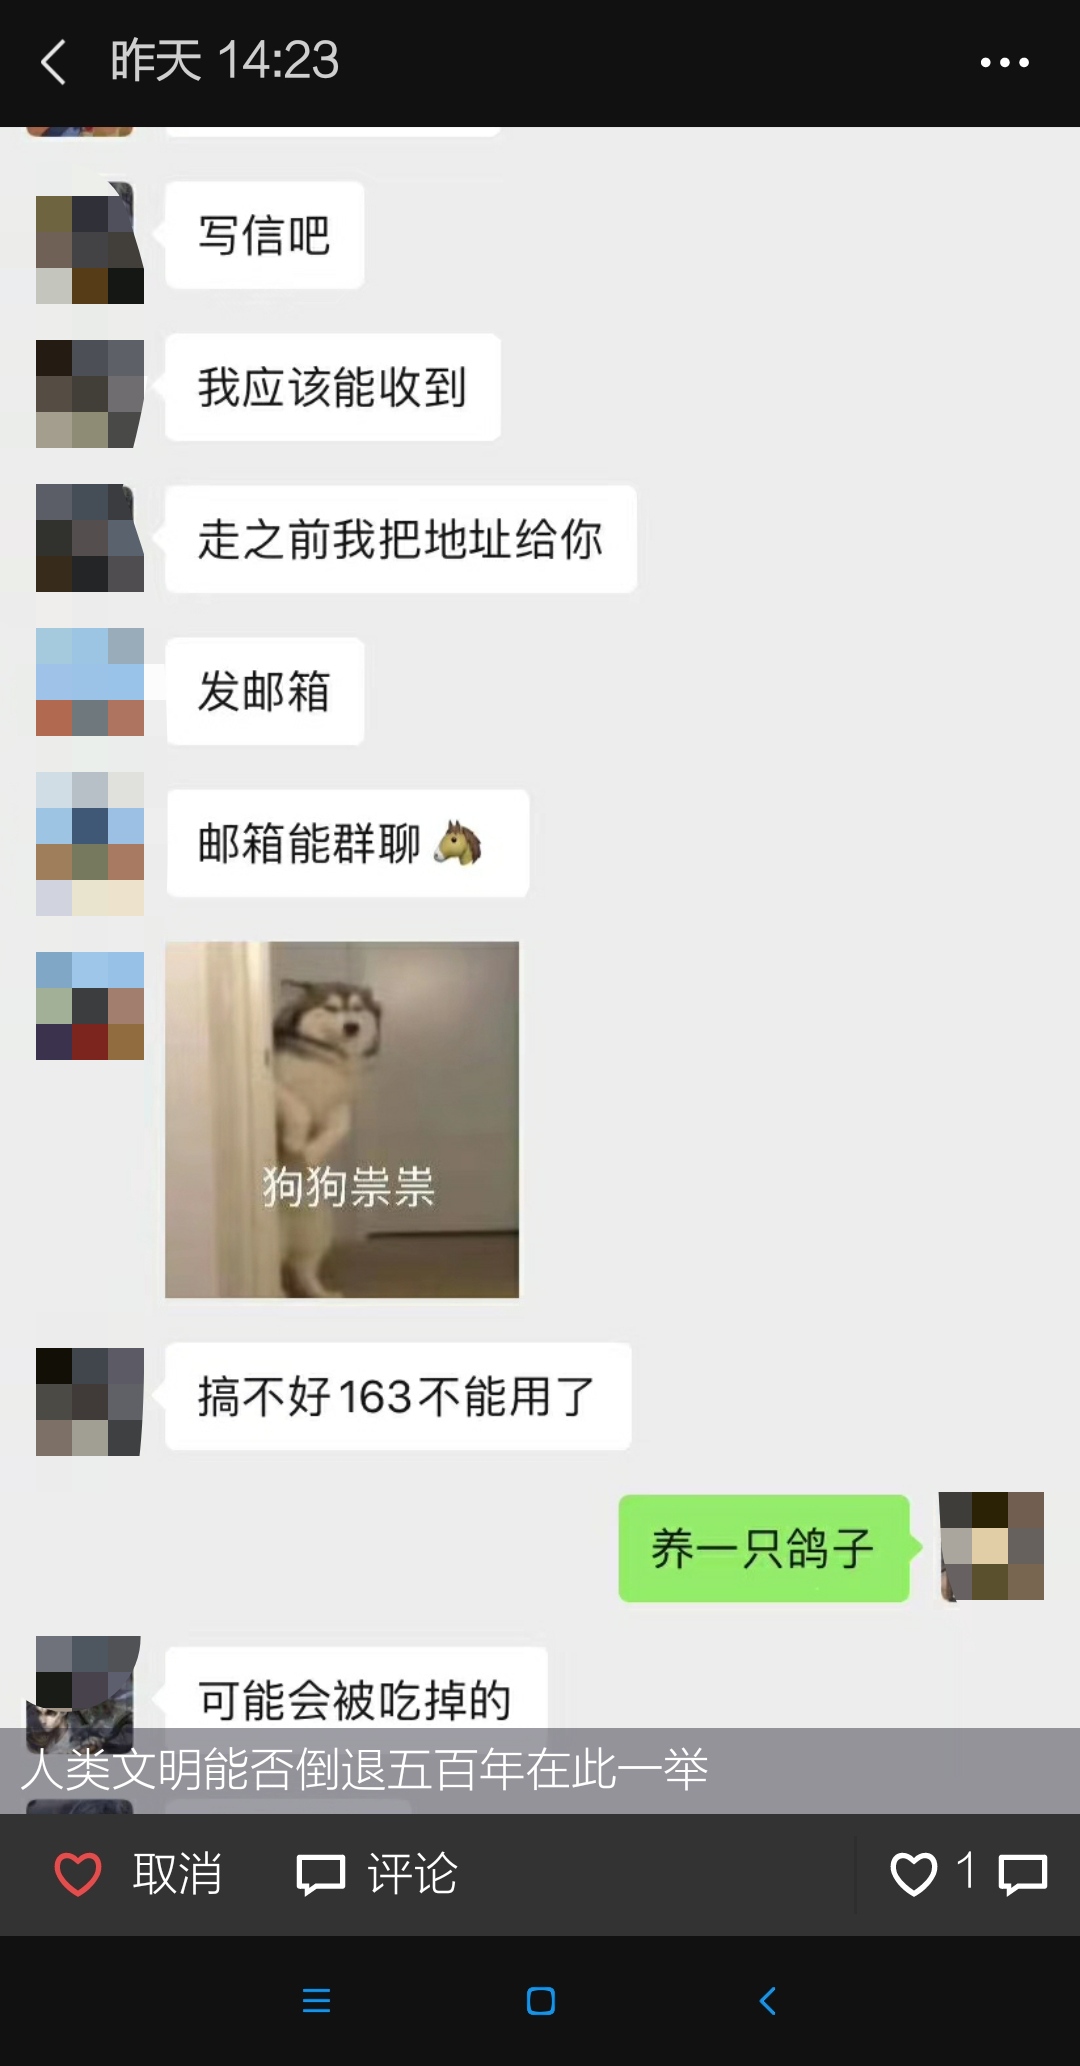 昨天 14:23
写信吧
我应该能收到
走之前我把地址给你
发邮箱
邮箱能群聊🐴
狗狗祟祟
搞不好163不能用了
养一只鸽子
可能会被吃掉的
人类文明能否倒退五百年在此一举
取消 评论 1